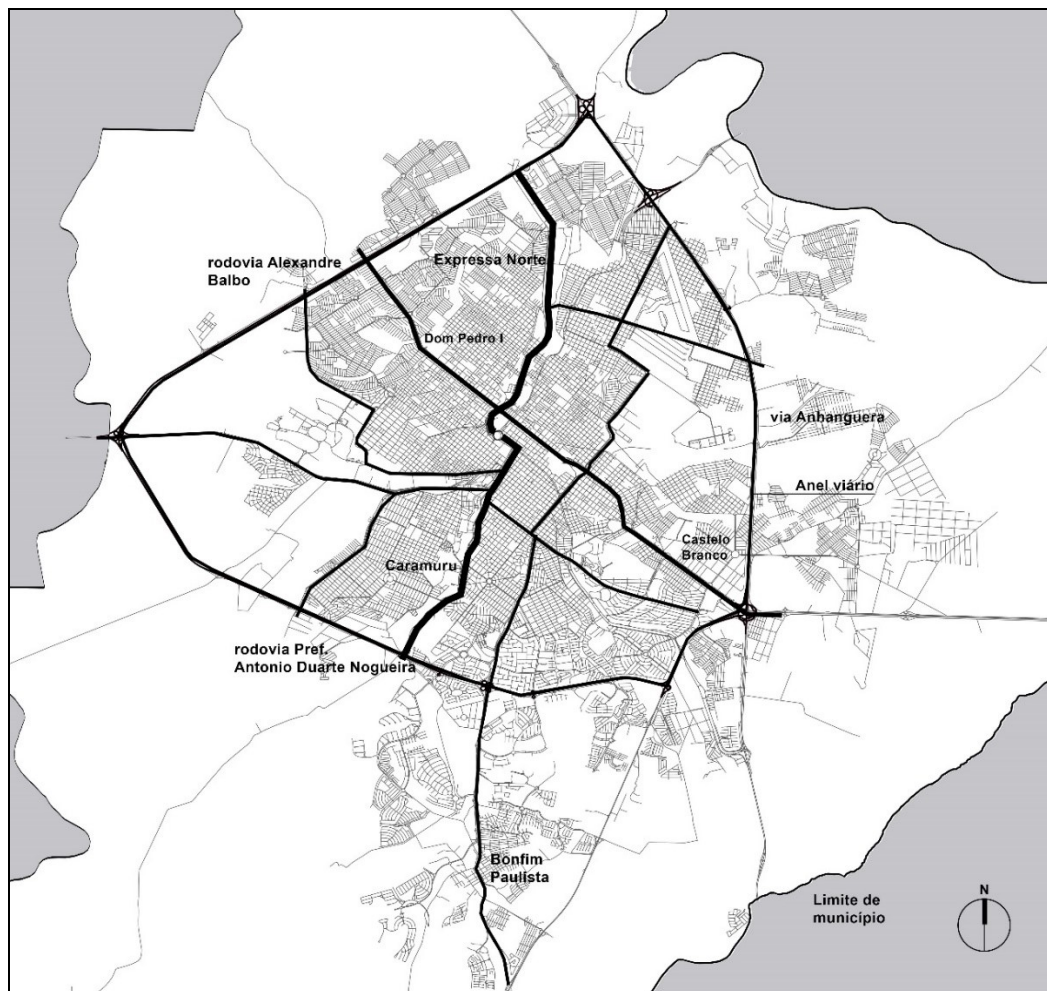 rodovia Alexandre
Balbo
Expressa Norte
Dom Pedro I
via Anhanguera
Anel viário
Castelo
Branco
Caramuru
rodovia Pref.
Antonio Duarte Nogueira
Bonfim
Paulista
Limite de
município
N